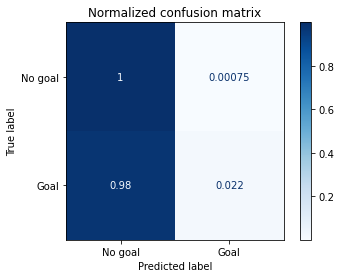 Normalized confusion matrix
True label
No goal
1
0.00075
Goal
0.98
0.022
No goal
Goal
Predicted label
0.8
0.6
0.4
0.2